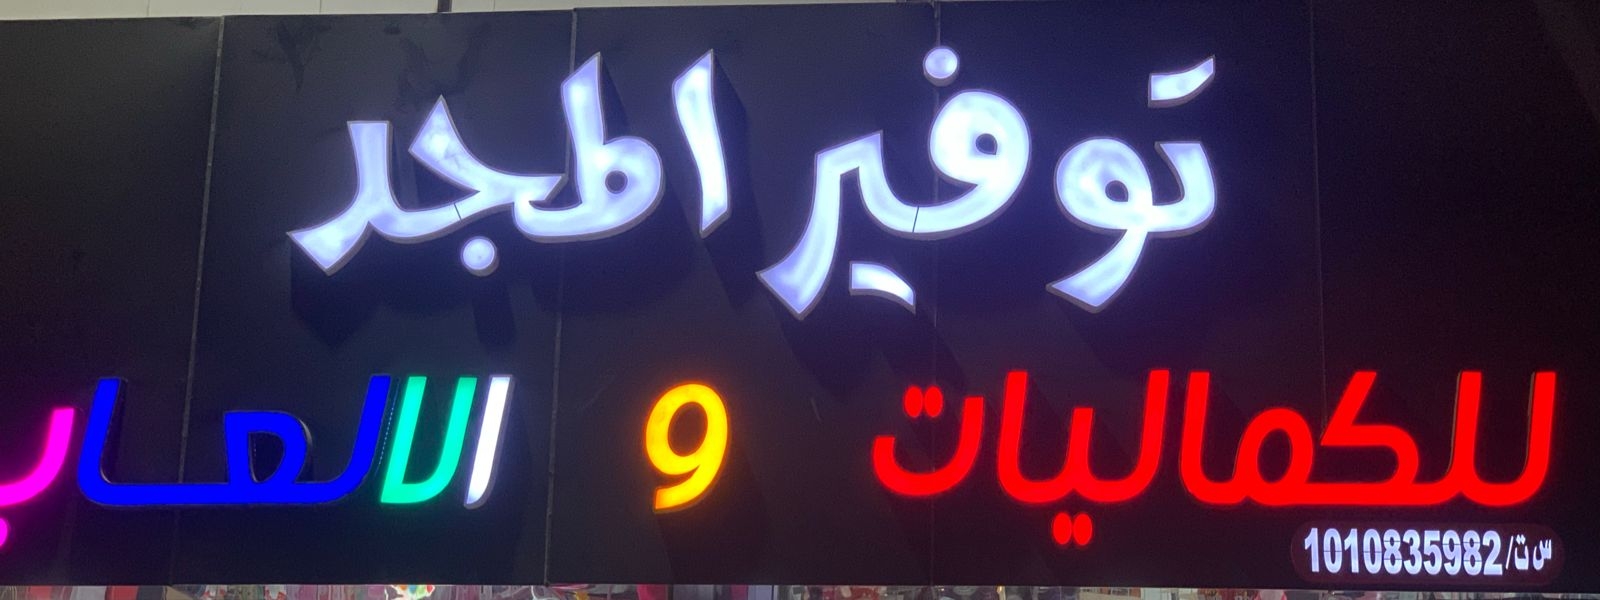 توفير المجد
للكماليات و الالعاب
س ت/1010835982